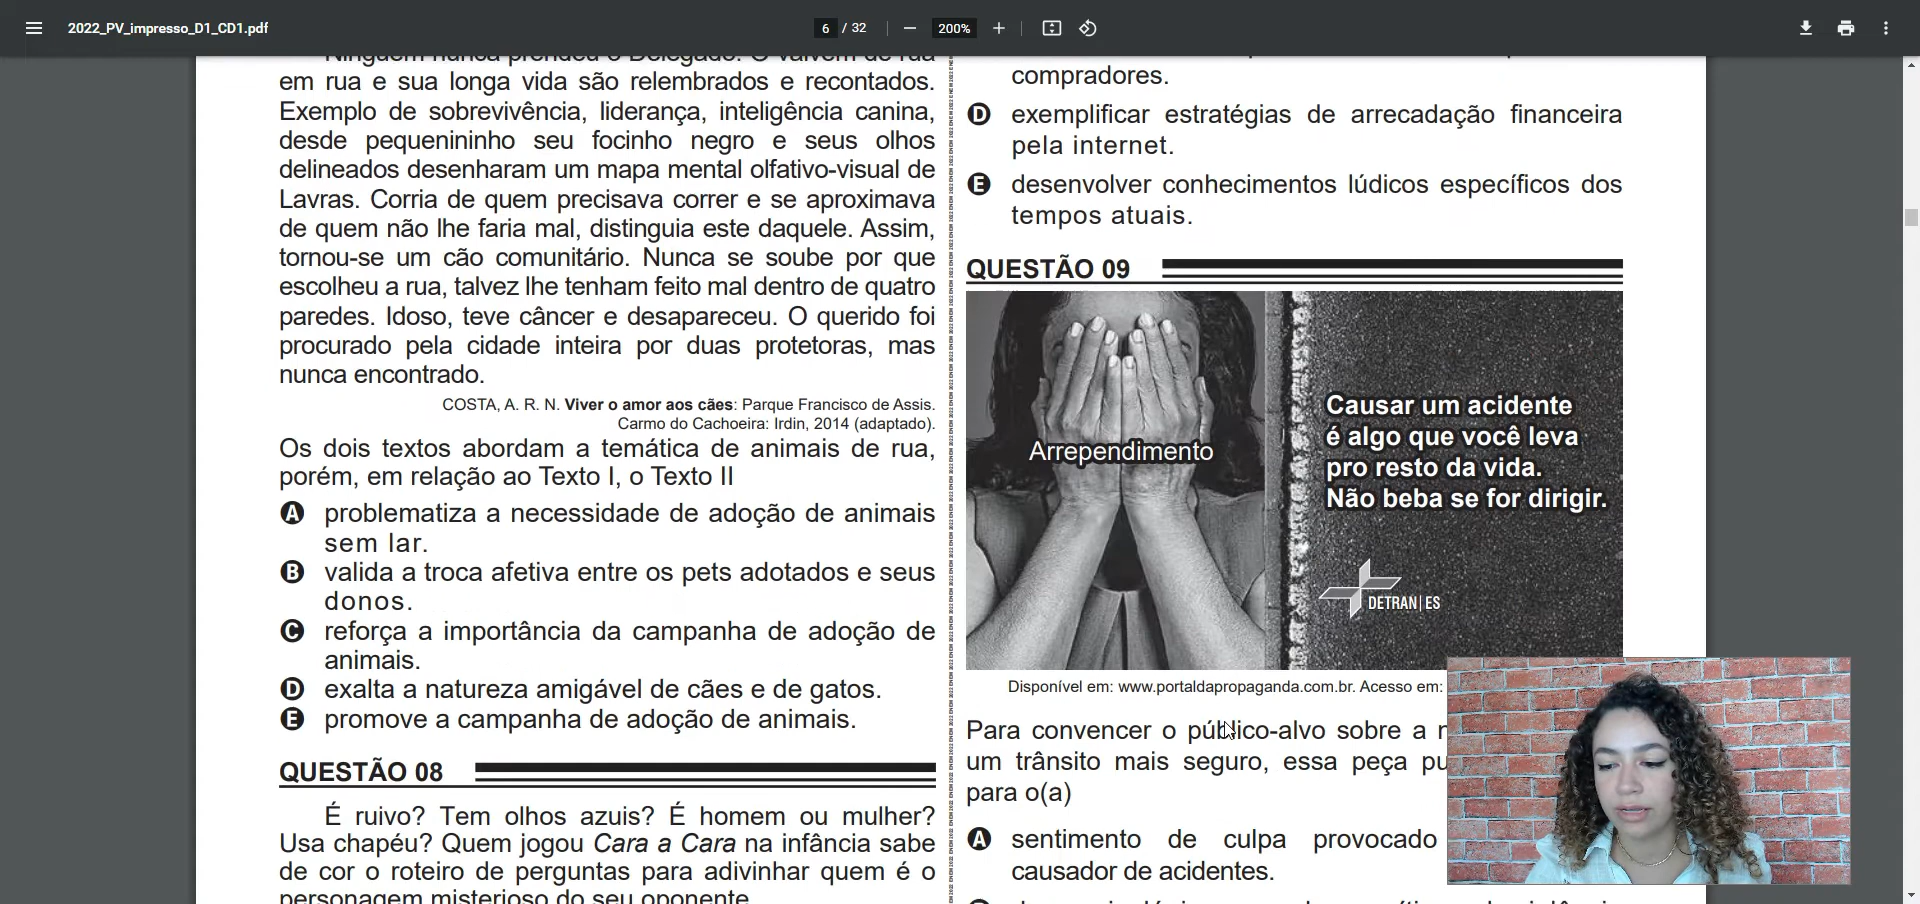 2022_PV_impresso_D1_CD1.pdf
6 / 32
200%
Ninguém nunca prendeu o Delegado. O vaivém de rua
em rua e sua longa vida são relembrados e recontados.
Exemplo de sobrevivência, liderança, inteligência canina,
desde pequenininho seu focinho negro e seus olhos
delineados desenharam um mapa mental olfativo-visual de
Lavras. Corria de quem precisava correr e se aproximava
de quem não lhe faria mal, distinguia este daquele. Assim,
tornou-se um cão comunitário. Nunca se soube por que
escolheu a rua, talvez lhe tenham feito mal dentro de quatro
paredes. Idoso, teve câncer e desapareceu. O querido foi
procurado pela cidade inteira por duas protetoras, mas
nunca encontrado.
COSTA, A. R. N. Viver o amor aos cães: Parque Francisco de Assis.
Carmo do Cachoeira: Irdin, 2014 (adaptado).
Os dois textos abordam a temática de animais de rua,
porém, em relação ao Texto I, o Texto II
A problematiza a necessidade de adoção de animais
sem lar.
B valida a troca afetiva entre os pets adotados e seus
donos.
C reforça a importância da campanha de adoção de
animais.
D exalta a natureza amigável de cães e de gatos.
E promove a campanha de adoção de animais.
QUESTÃO 08
É ruivo? Tem olhos azuis? É homem ou mulher?
Usa chapéu? Quem jogou Cara a Cara na infância sabe
de cor o roteiro de perguntas para adivinhar quem é o
personagem misterioso do seu oponente.
compradores.
D exemplificar estratégias de arrecadação financeira
pela internet.
E desenvolver conhecimentos lúdicos específicos dos
tempos atuais.
QUESTÃO 09
Arrependimento
Causar um acidente
é algo que você leva
pro resto da vida.
Não beba se for dirigir.
DETRAN|ES
Disponível em: www.portaldapropaganda.com.br. Acesso em:
Para convencer o público-alvo sobre a
um trânsito mais seguro, essa peça
para o(a)
A sentimento de culpa provocado
causador de acidentes.